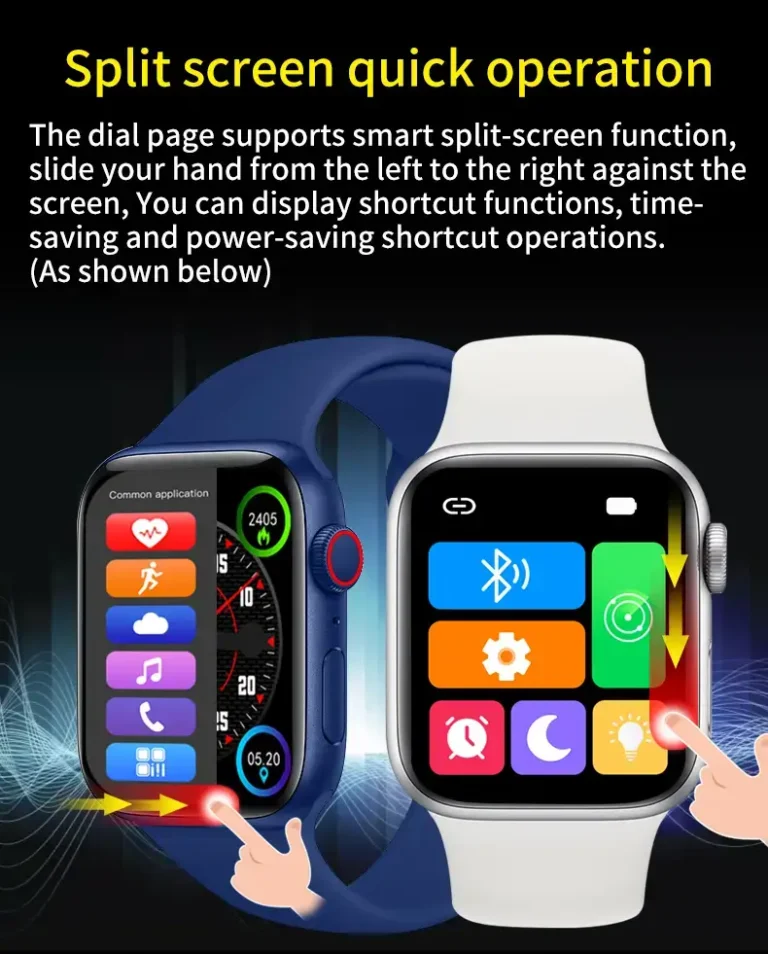 Split screen quick operation
The dial page supports smart split-screen function,
slide your hand from the left to the right against the
screen, You can display shortcut functions, time-
saving and power-saving shortcut operations.
(As shown below)
Common application
2405
10
20
05.20